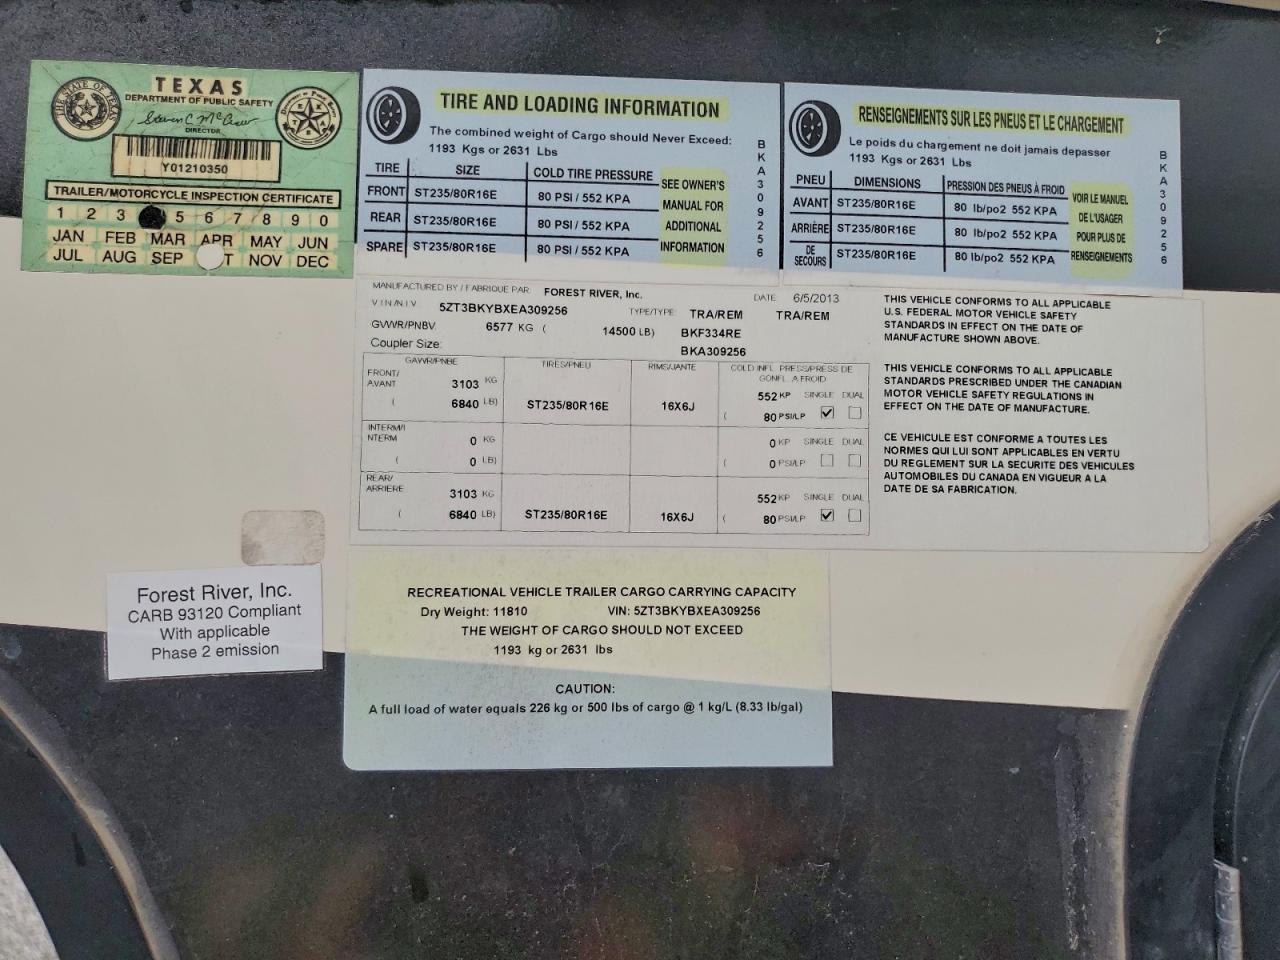 TEXAS
DEPARTMENT OF PUBLIC SAFETY
DIRECTOR
Y01210350
TRAILER/MOTORCYCLE INSPECTION CERTIFICATE
1 2 3 5 6 7 8 9 0
JAN FEB MAR APR MAY JUN
JUL AUG SEP T NOV DEC
THE STATE OF TEXAS
TIRE AND LOADING INFORMATION
The combined weight of Cargo should Never Exceed:
1193 Kgs or 2631 Lbs
TIRE SIZE COLD TIRE PRESSURE
FRONT ST235/80R16E 80 PSI / 552 KPA
REAR ST235/80R16E 80 PSI / 552 KPA
SPARE ST235/80R16E 80 PSI / 552 KPA
SEE OWNER'S
MANUAL FOR
ADDITIONAL
INFORMATION
BKA309256
RENSEIGNEMENTS SUR LES PNEUS ET LE CHARGEMENT
Le poids du chargement ne doit jamais depasser
1193 Kgs or 2631 Lbs
PNEU DIMENSIONS PRESSION DES PNEUS À FROID
AVANT ST235/80R16E 80 lb/po2 552 KPA
ARRIÈRE ST235/80R16E 80 lb/po2 552 KPA
DE SECOURS ST235/80R16E 80 lb/po2 552 KPA
VOIR LE MANUEL
DE L'USAGER
POUR PLUS DE
RENSEIGNEMENTS
BKA309256
MANUFACTURED BY / FABRIQUE PAR: FOREST RIVER, Inc. DATE 6/5/2013
V I N / N I V 5ZT3BKYBXEA309256 TYPE/TYPE: TRA/REM TRA/REM
GVWR/PNBV 6577 KG ( 14500 LB) BKF334RE
Coupler Size: BKA309256
GAWR/PNBE TIRES/PNEU RIMS/JANTE COLD INFL. PRESS/PRESS DE
GONFL. A FROID
FRONT/
AVANT 3103 KG 552 KP SINGLE DUAL
( 6840 LB) ST235/80R16E 16X6J ( 80 PSI/LP
INTERM/I
NTERM 0 KG 0 KP SINGLE DUAL
( 0 LB) ( 0 PSI/LP
REAR/
ARRIERE 3103 KG 552 KP SINGLE DUAL
( 6840 LB) ST235/80R16E 16X6J ( 80 PSI/LP
THIS VEHICLE CONFORMS TO ALL APPLICABLE
U.S. FEDERAL MOTOR VEHICLE SAFETY
STANDARDS IN EFFECT ON THE DATE OF
MANUFACTURE SHOWN ABOVE.
THIS VEHICLE CONFORMS TO ALL APPLICABLE
STANDARDS PRESCRIBED UNDER THE CANADIAN
MOTOR VEHICLE SAFETY REGULATIONS IN
EFFECT ON THE DATE OF MANUFACTURE.
CE VEHICULE EST CONFORME A TOUTES LES
NORMES QUI LUI SONT APPLICABLES EN VERTU
DU REGLEMENT SUR LA SECURITE DES VEHICULES
AUTOMOBILES DU CANADA EN VIGUEUR A LA
DATE DE SA FABRICATION.
Forest River, Inc.
CARB 93120 Compliant
With applicable
Phase 2 emission
RECREATIONAL VEHICLE TRAILER CARGO CARRYING CAPACITY
Dry Weight: 11810 VIN: 5ZT3BKYBXEA309256
THE WEIGHT OF CARGO SHOULD NOT EXCEED
1193 kg or 2631 lbs
CAUTION:
A full load of water equals 226 kg or 500 lbs of cargo @ 1 kg/L (8.33 lb/gal)